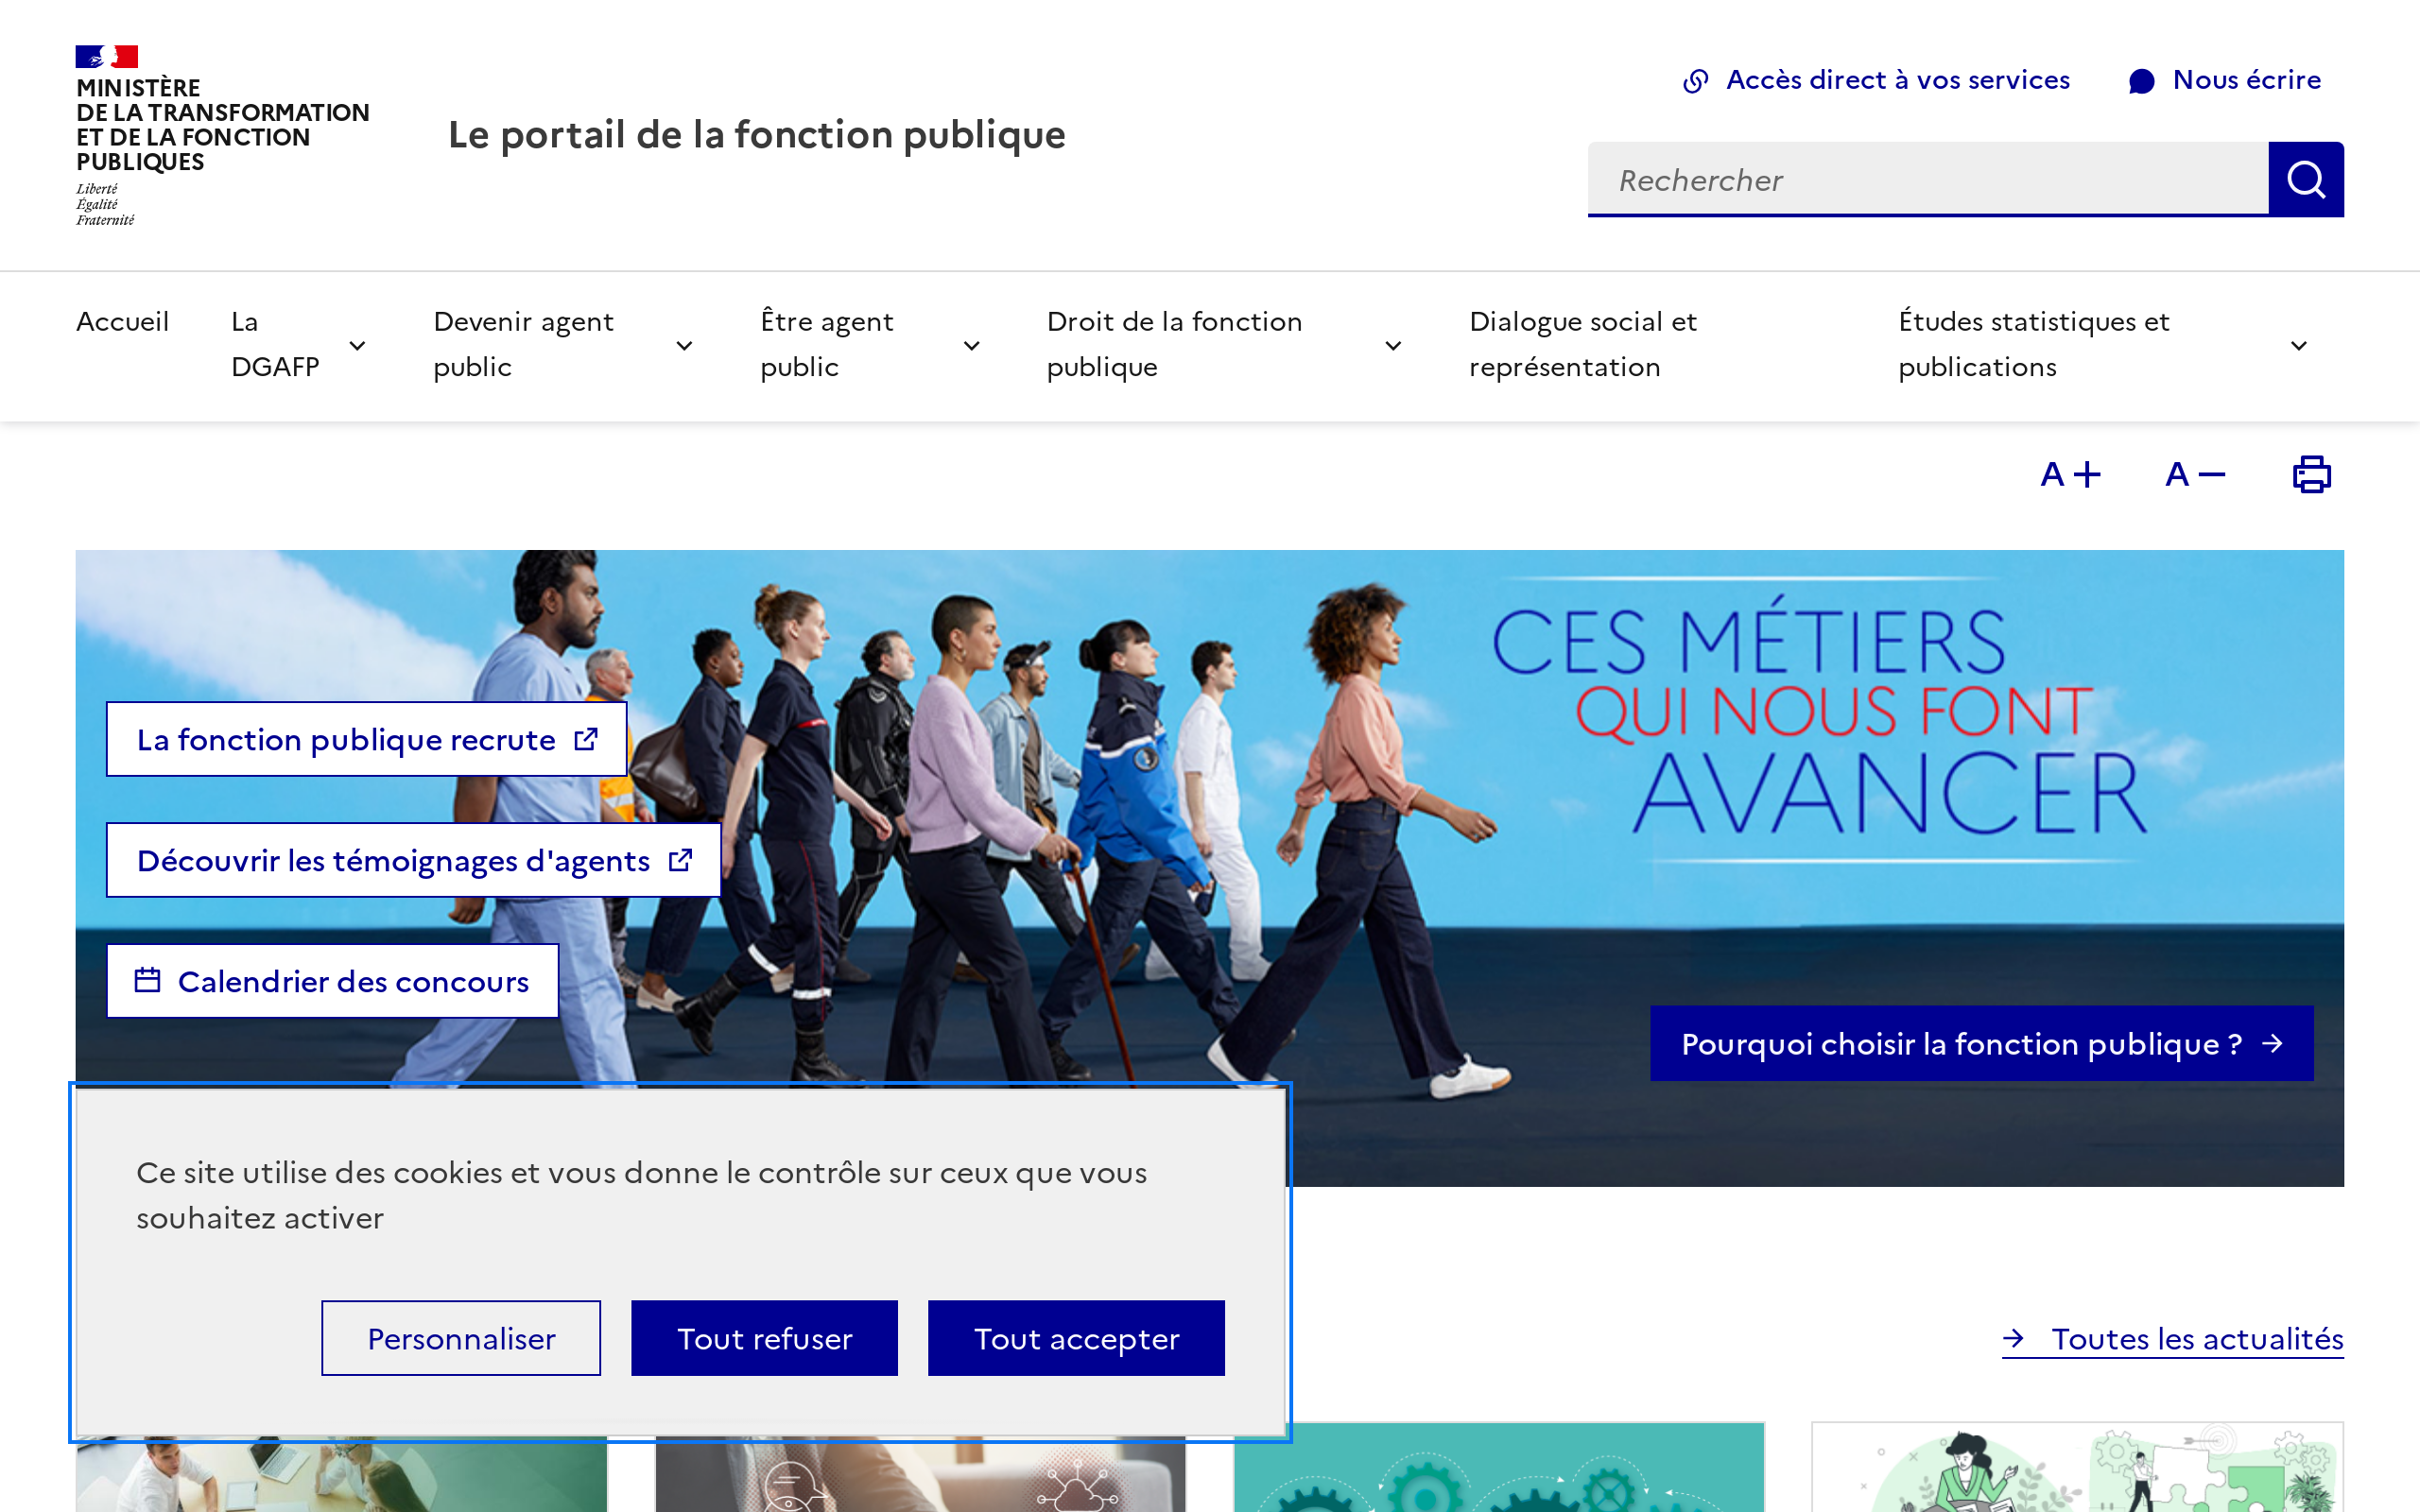 MINISTÈRE
DE LA TRANSFORMATION
ET DE LA FONCTION
PUBLIQUES
Liberté
Égalité
Fraternité
Le portail de la fonction publique
Accès direct à vos services
Nous écrire
Rechercher
Accueil
La
DGAFP
Devenir agent
public
Être agent
public
Droit de la fonction
publique
Dialogue social et
représentation
Études statistiques et
publications
A +
A −
CES MÉTIERS
QUI NOUS FONT
AVANCER
La fonction publique recrute
Découvrir les témoignages d'agents
Calendrier des concours
Pourquoi choisir la fonction publique ?
Ce site utilise des cookies et vous donne le contrôle sur ceux que vous
souhaitez activer
Personnaliser
Tout refuser
Tout accepter
Toutes les actualités